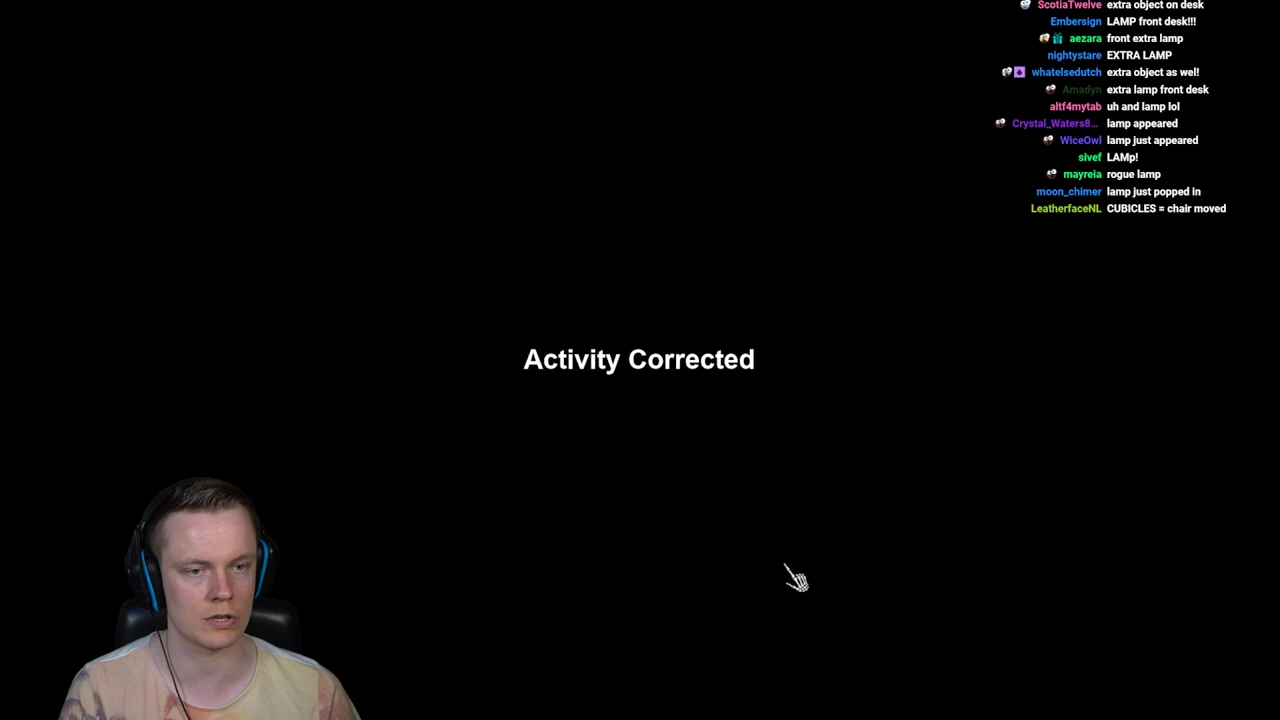 ScotiaTwelve extra object on desk
Embersign LAMP front desk!!!
aezara front extra lamp
nightystare EXTRA LAMP
whatelsedutch extra object as wel!
Amadyn extra lamp front desk
altf4mytab uh and lamp lol
Crystal_Waters8... lamp appeared
WiceOwl lamp just appeared
sivef LAMp!
mayreia rogue lamp
moon_chimer lamp just popped in
LeatherfaceNL CUBICLES = chair moved
Activity Corrected